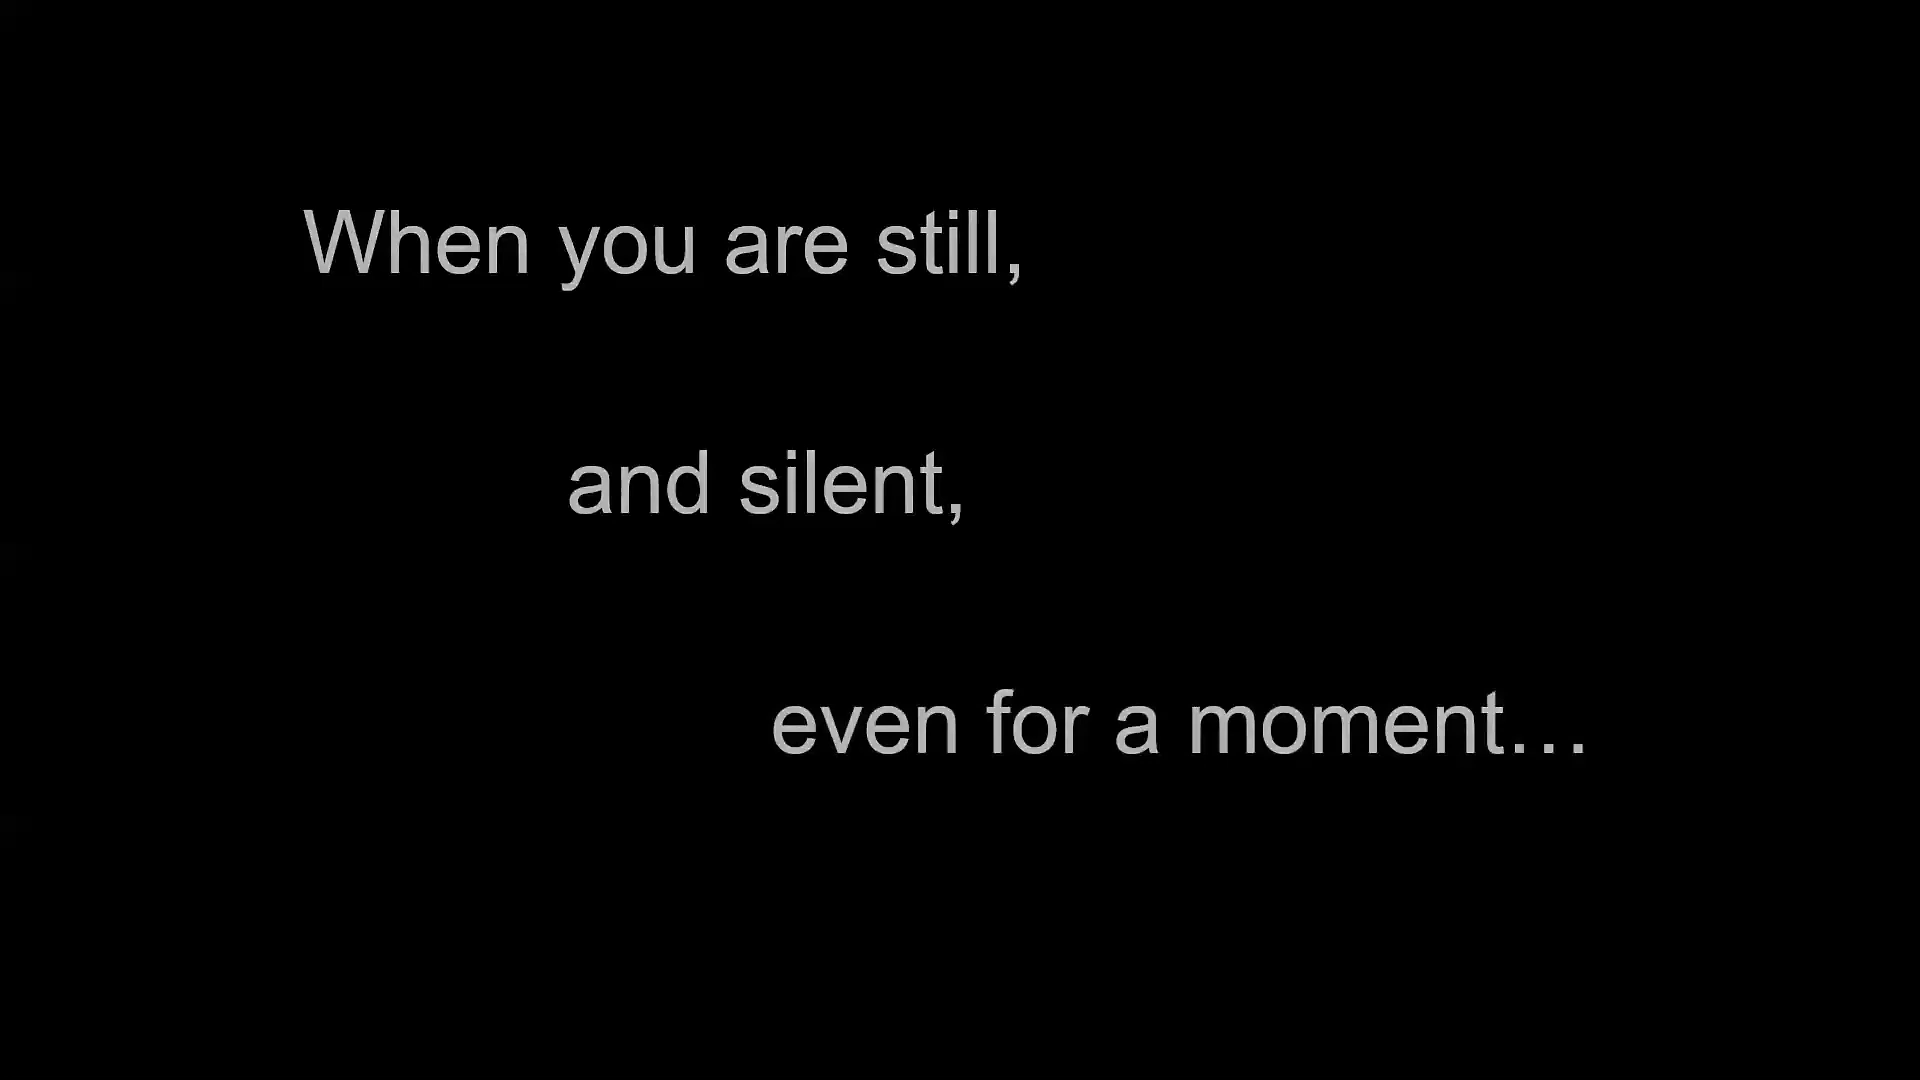 When you are still,
and silent,
even for a moment…